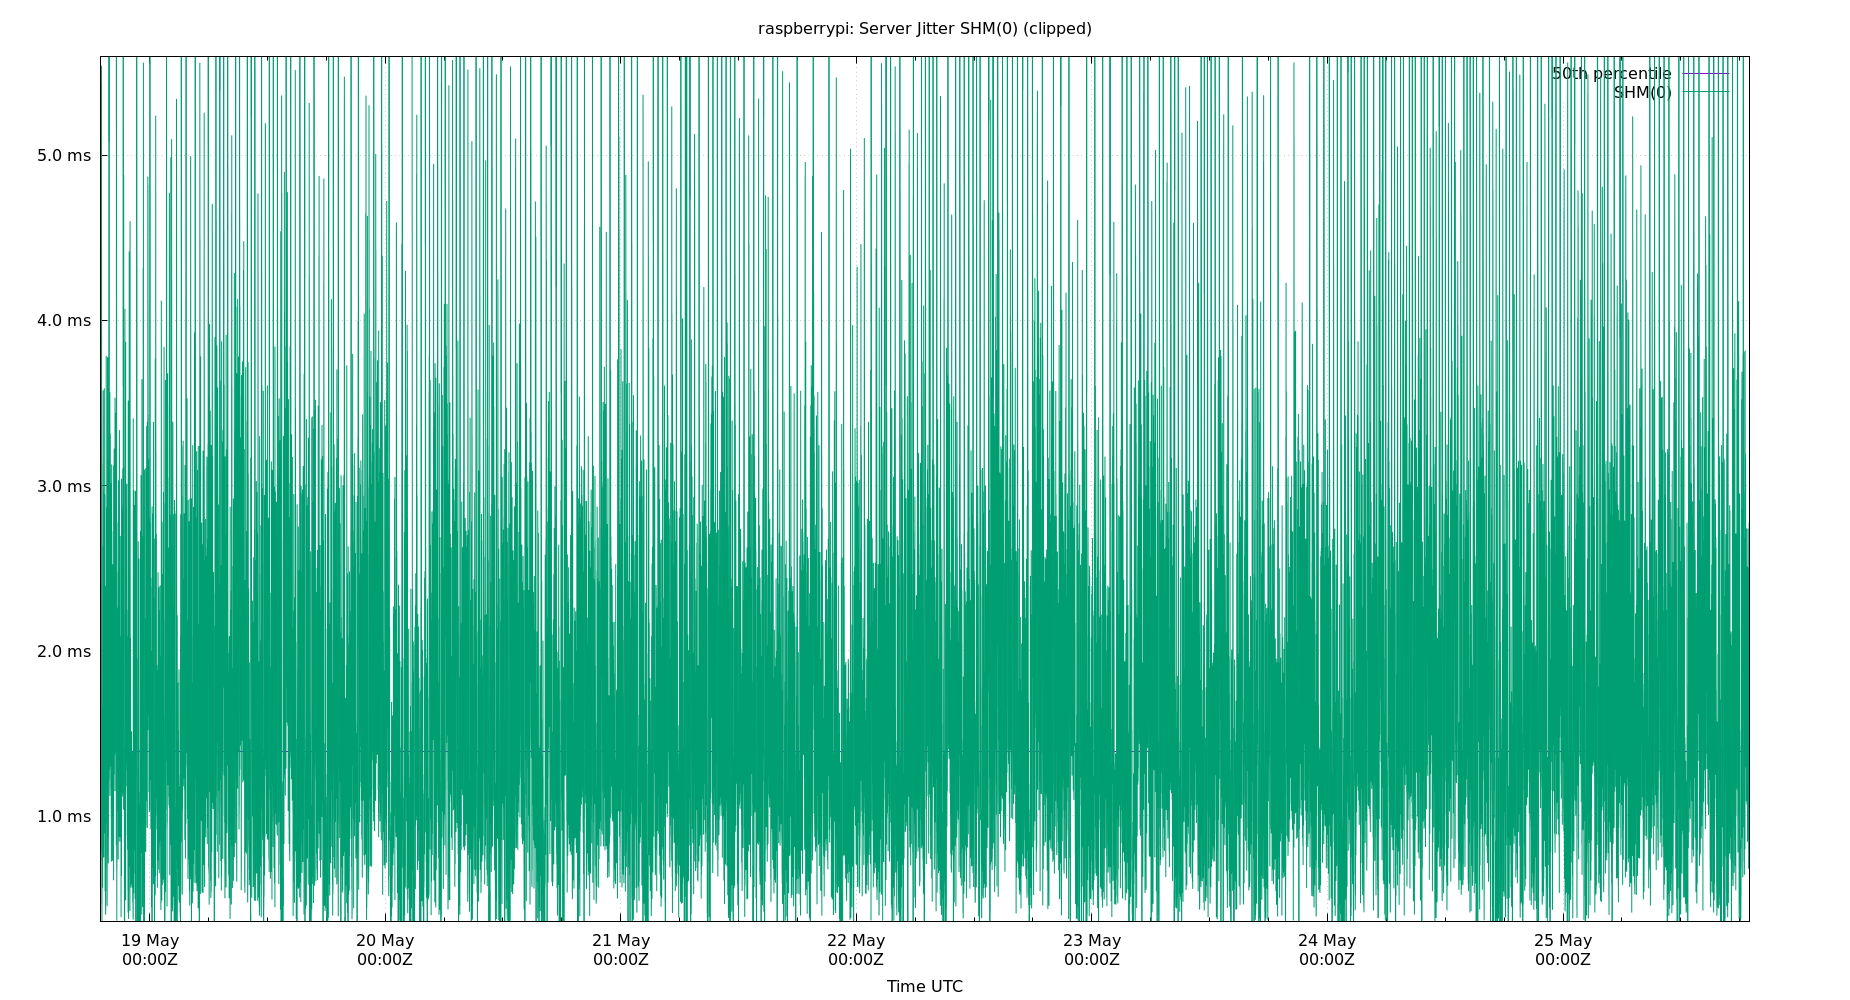 raspberrypi: Server Jitter SHM(0) (clipped)
50th percentile
SHM(0)
5.0 ms
4.0 ms
3.0 ms
2.0 ms
1.0 ms
19 May 20 May 21 May 22 May 23 May 24 May 25 May
00:00Z 00:00Z 00:00Z 00:00Z 00:00Z 00:00Z 00:00Z
Time UTC